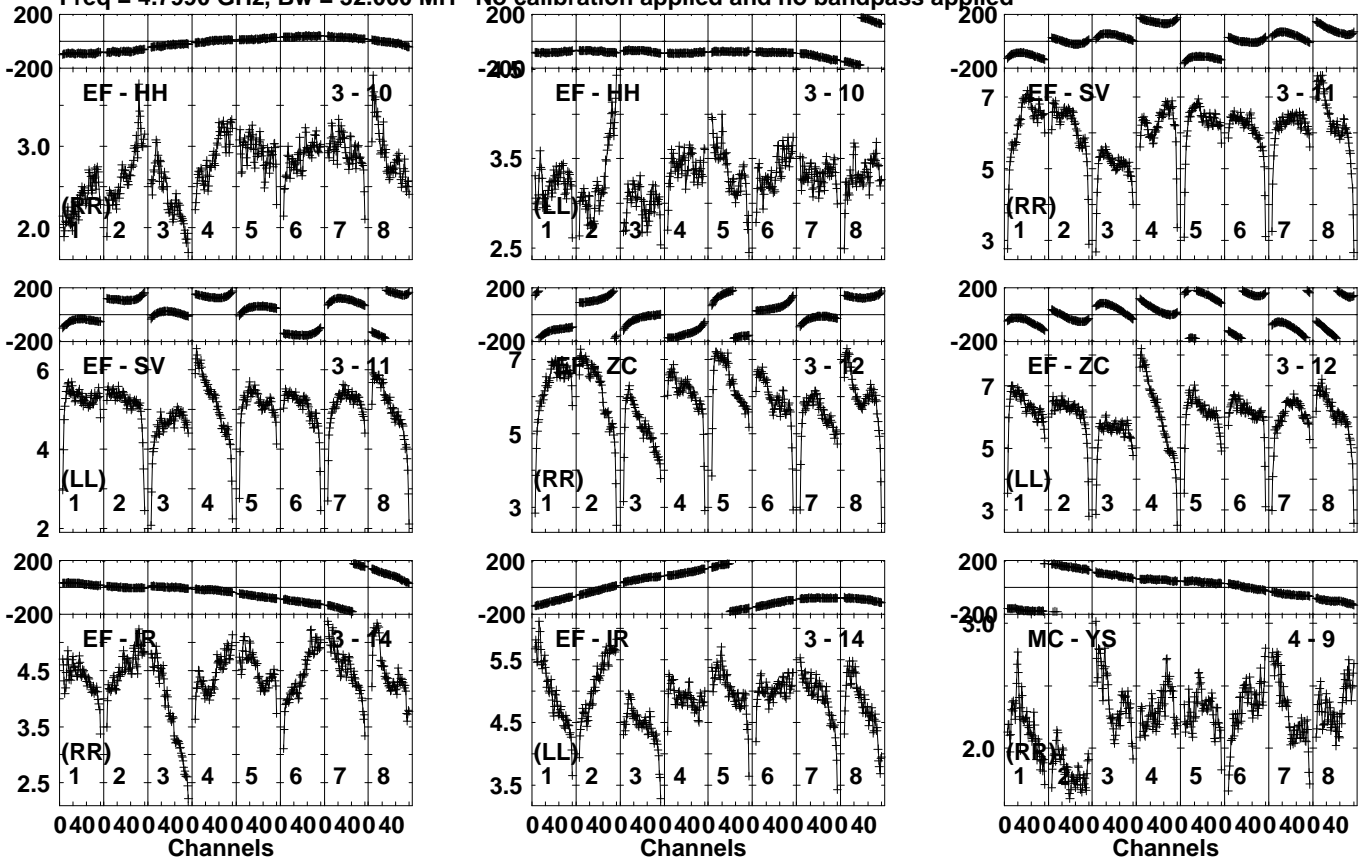 Freq = 4.7990 GHz, Bw = 32.000 MH No calibration applied and no bandpass applied
200 200 200
-200 -200 4.5 -200
EF - HH 3 - 10 EF - HH 3 - 10 EF - SV 3 - 11
7
3.0 3.5 5
(RR) (LL) (RR)
2.0 2.5 3
1 2 3 4 5 6 7 8 1 2 3 4 5 6 7 8 1 2 3 4 5 6 7 8
200 200 200
-200 -200 -200
EF - SV 3 - 11 EF - ZC 3 - 12 EF - ZC 3 - 12
6 7 7
4 5 5
(LL) (RR) (LL)
2 3 3
1 2 3 4 5 6 7 8 1 2 3 4 5 6 7 8 1 2 3 4 5 6 7 8
200 200 200
-200 -200 -200
3.0
EF - IR 3 - 14 EF - IR 3 - 14 MC - YS 4 - 9
4.5 5.5
3.5 4.5 2.0
(RR) (LL) (RR)
2.5 3.5
1 2 3 4 5 6 7 8 1 2 3 4 5 6 7 8 1 2 3 4 5 6 7 8
0 40 0 40 0 40 0 40 0 40 0 40 0 40 0 40 0 40 0 40 0 40 0 40 0 40 0 40 0 40 0 40 0 40 0 40 0 40 0 40 0 40 0 40 0 40 0 40
Channels Channels Channels